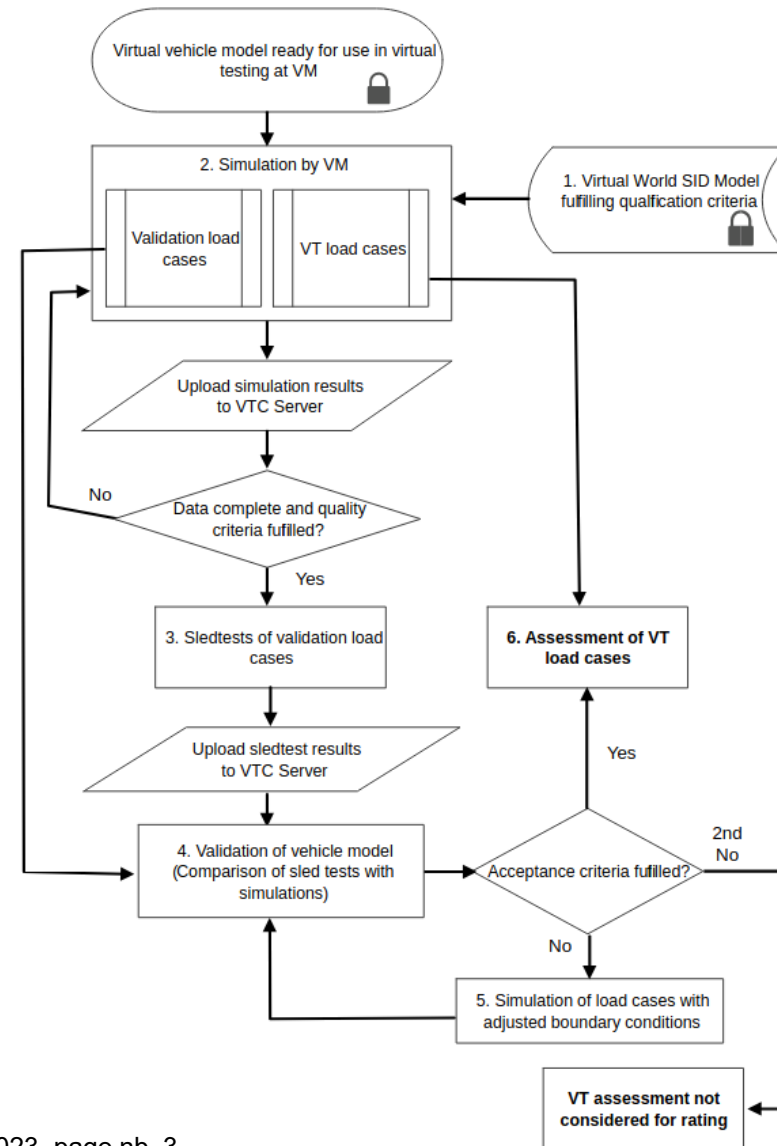 Virtual vehicle model ready for use in virtual
testing at VM
2. Simulation by VM
Validation load
cases
VT load cases
1. Virtual World SID Model
fulfilling qualfication criteria
Upload simulation results
to VTC Server
No
Data complete and quality
criteria fufilled?
Yes
3. Sledtests of validation load
cases
6. Assessment of VT
load cases
Upload sledtest results
to VTC Server
Yes
4. Validation of vehicle model
(Comparison of sled tests with
simulations)
Acceptance criteria fufilled?
2nd
No
No
5. Simulation of load cases with
adjusted boundary conditions
VT assessment not
considered for rating